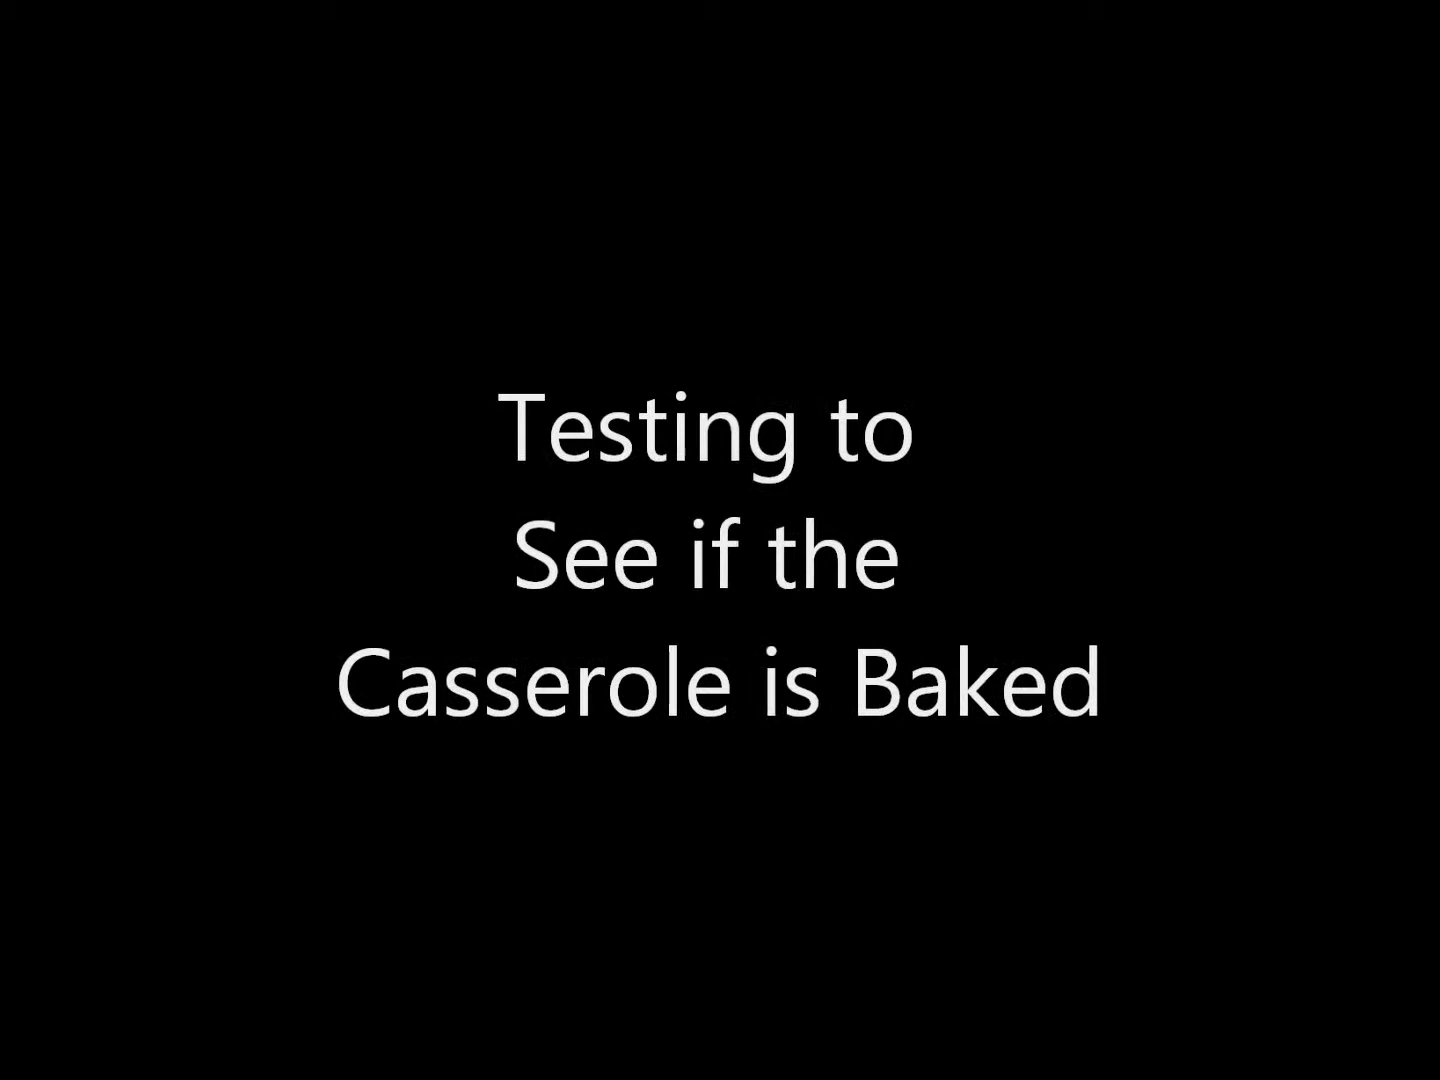 Testing to
See if the
Casserole is Baked